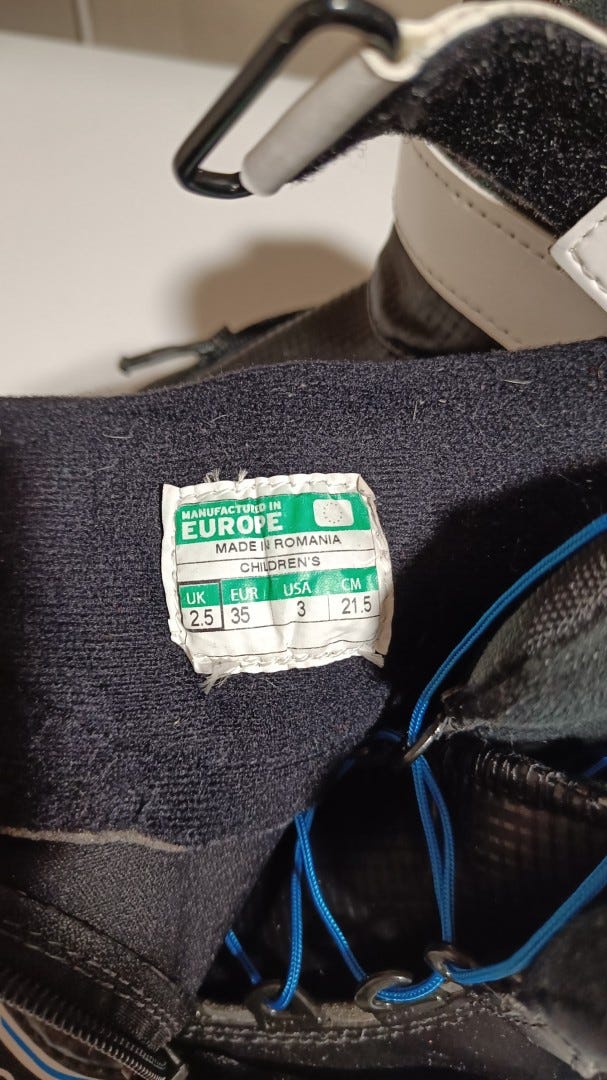 MANUFACTURED IN
EUROPE
MADE IN ROMANIA
CHILDREN'S
UK EUR USA CM
2.5 35 3 21.5